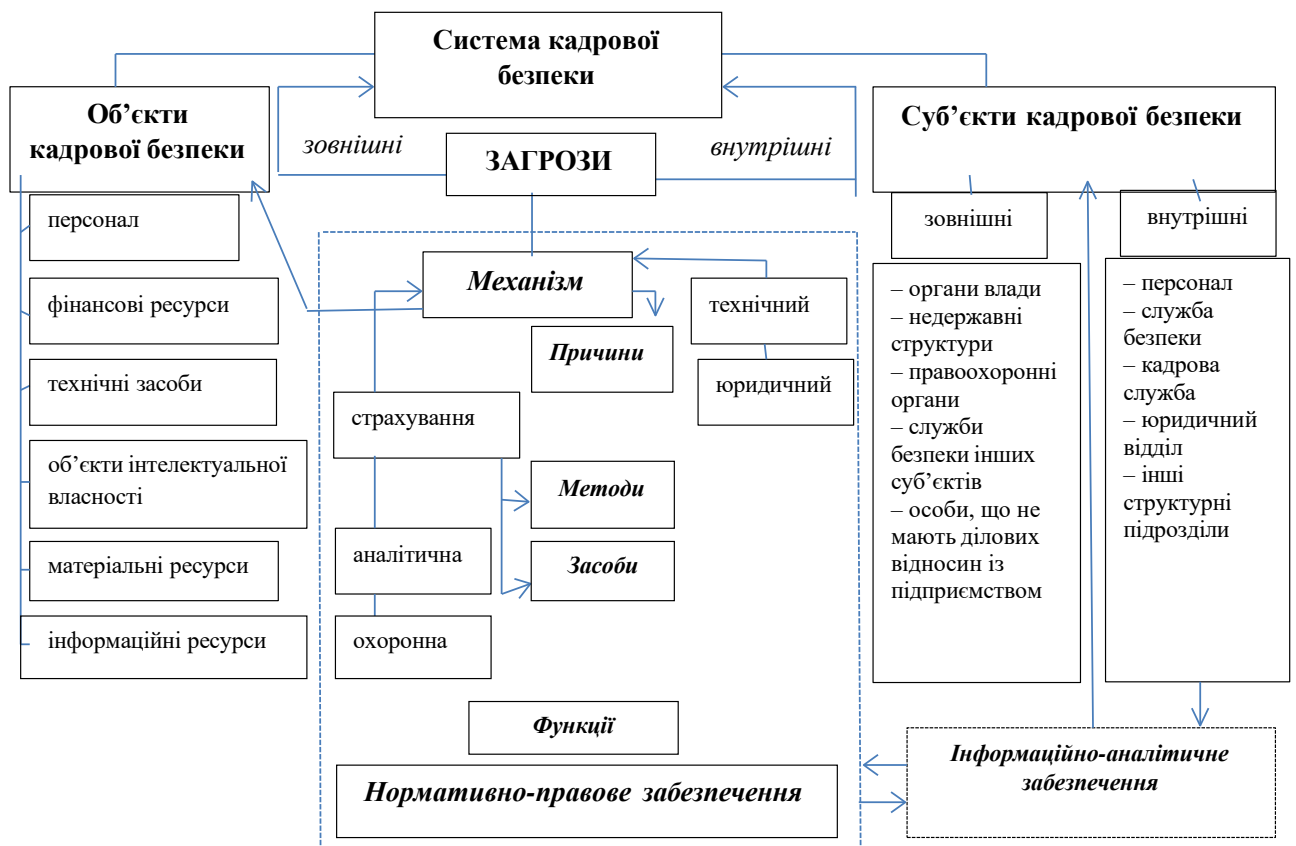 Система кадрової
безпеки
Об’єкти
кадрової безпеки
зовнішні
ЗАГРОЗИ
внутрішні
Суб’єкти кадрової безпеки
персонал
фінансові ресурси
технічні засоби
об’єкти інтелектуальної
власності
матеріальні ресурси
інформаційні ресурси
Механізм
технічний
Причини
юридичний
страхування
Методи
аналітична
Засоби
охоронна
Функції
Нормативно-правове забезпечення
зовнішні
– органи влади
– недержавні
структури
– правоохоронні
органи
– служби
безпеки інших
суб’єктів
– особи, що не
мають ділових
відносин із
підприємством
внутрішні
– персонал
– служба
безпеки
– кадрова
служба
– юридичний
відділ
– інші
структурні
підрозділи
Інформаційно-аналітичне
забезпечення